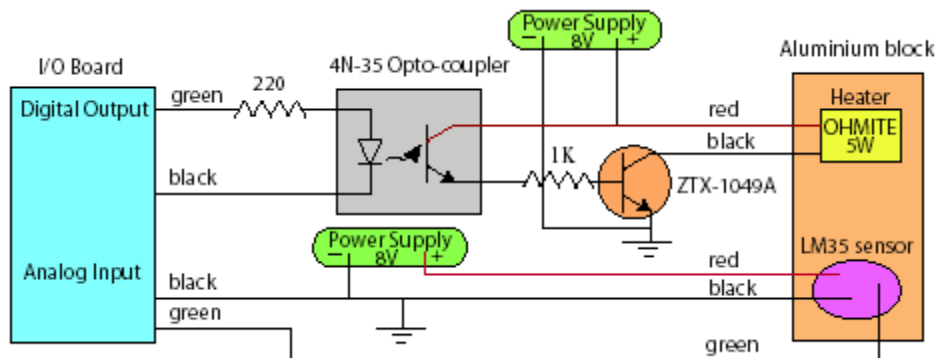 Power Supply
− 8V +
Aluminium block
I/O Board
4N-35 Opto-coupler
Digital Output
green
220
red
Heater
OHMITE
5W
black
1K
black
ZTX-1049A
Power Supply
− 8V +
LM35 sensor
Analog Input
red
black
black
green
green